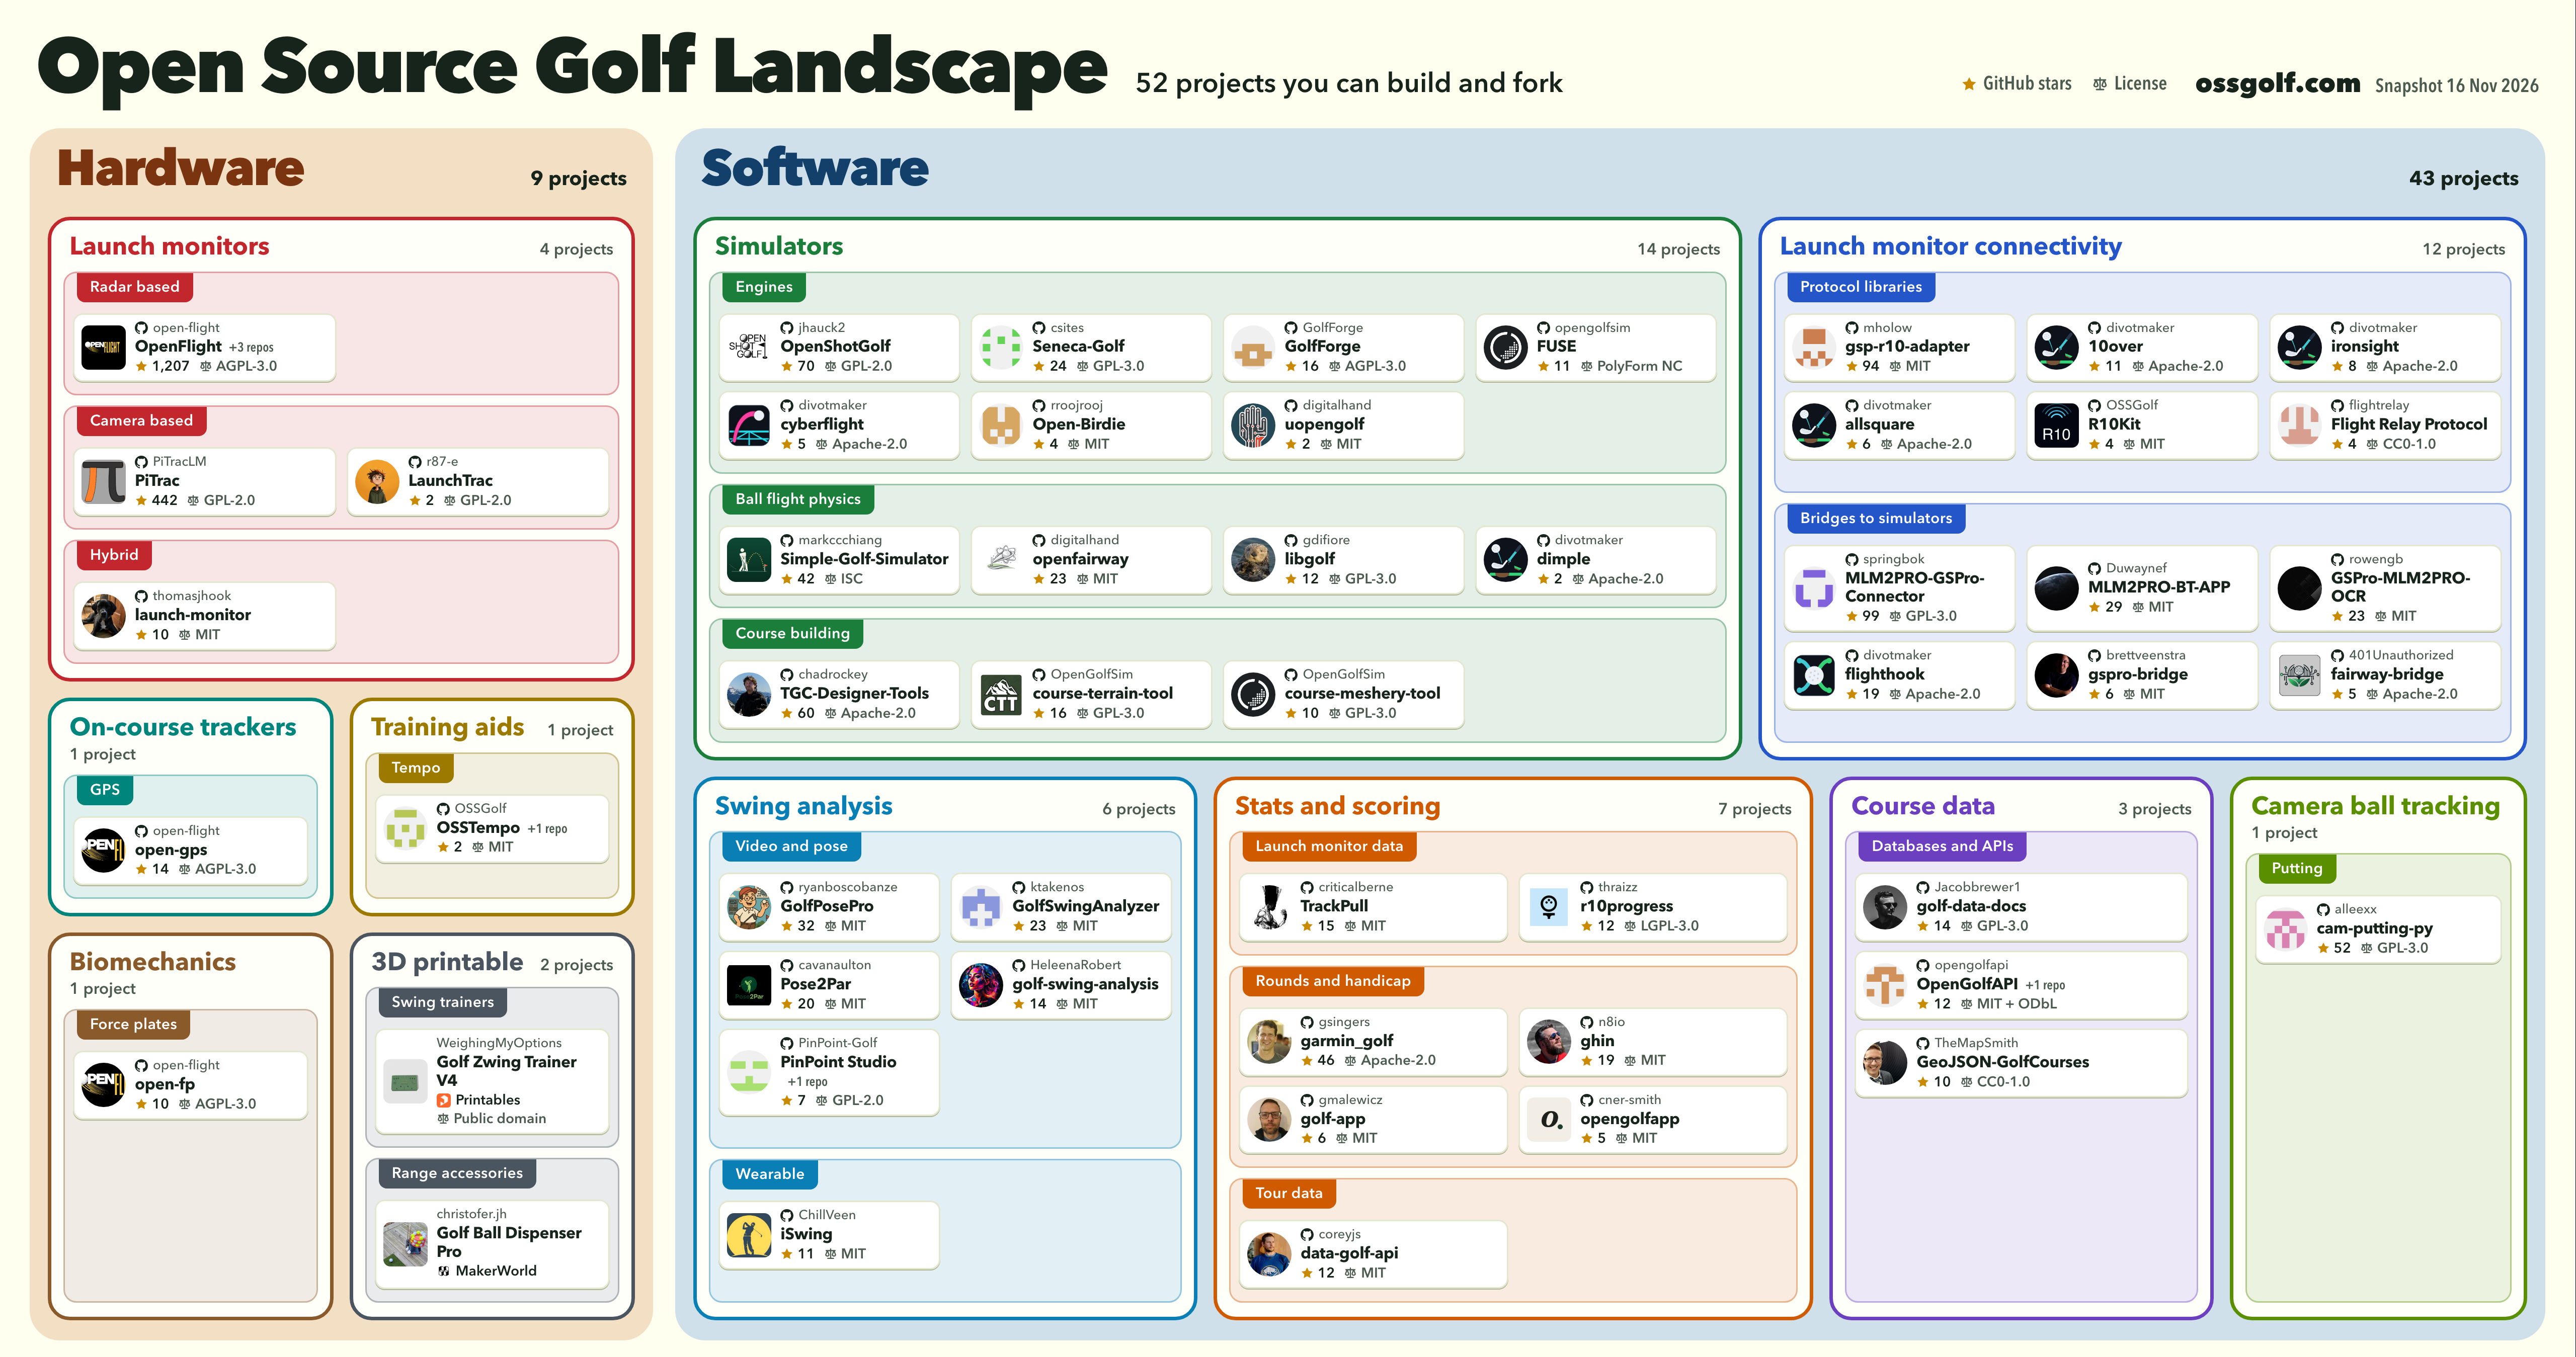 Open Source Golf Landscape
52 projects you can build and fork
GitHub stars
License
ossgolf.com
Snapshot 16 Nov 2026
Hardware
9 projects
Launch monitors
4 projects
Radar based
open-flight
OpenFlight +3 repos
1,207 AGPL-3.0
Camera based
PiTracLM
PiTrac
442 GPL-2.0
r87-e
LaunchTrac
2 GPL-2.0
Hybrid
thomasjhook
launch-monitor
10 MIT
On-course trackers
1 project
GPS
open-flight
open-gps
14 AGPL-3.0
Training aids
1 project
Tempo
OSSGolf
OSSTempo +1 repo
2 MIT
Biomechanics
1 project
Force plates
open-flight
open-fp
10 AGPL-3.0
3D printable
2 projects
Swing trainers
WeighingMyOptions
Golf Zwing Trainer
V4
Printables
Public domain
Range accessories
christofer.jh
Golf Ball Dispenser
Pro
MakerWorld
Software
43 projects
Simulators
14 projects
Engines
OPEN
SHOT
GOLF
jhauck2
OpenShotGolf
70 GPL-2.0
csites
Seneca-Golf
24 GPL-3.0
GolfForge
GolfForge
16 AGPL-3.0
opengolfsim
FUSE
11 PolyForm NC
divotmaker
cyberflight
5 Apache-2.0
rroojrooj
Open-Birdie
4 MIT
digitalhand
uopengolf
2 MIT
Ball flight physics
markccchiang
Simple-Golf-Simulator
42 ISC
digitalhand
openfairway
23 MIT
gdifiore
libgolf
12 GPL-3.0
divotmaker
dimple
2 Apache-2.0
Course building
chadrockey
TGC-Designer-Tools
60 Apache-2.0
CTT
OpenGolfSim
course-terrain-tool
16 GPL-3.0
OpenGolfSim
course-meshery-tool
10 GPL-3.0
Launch monitor connectivity
12 projects
Protocol libraries
mholow
gsp-r10-adapter
94 MIT
divotmaker
10over
11 Apache-2.0
divotmaker
ironsight
8 Apache-2.0
divotmaker
allsquare
6 Apache-2.0
R10
OSSGolf
R10Kit
4 MIT
flightrelay
Flight Relay Protocol
4 CC0-1.0
Bridges to simulators
springbok
MLM2PRO-GSPro-
Connector
99 GPL-3.0
Duwaynef
MLM2PRO-BT-APP
29 MIT
rowengb
GSPro-MLM2PRO-
OCR
23 MIT
divotmaker
flighthook
19 Apache-2.0
brettveenstra
gspro-bridge
6 MIT
401Unauthorized
fairway-bridge
5 Apache-2.0
Swing analysis
6 projects
Video and pose
ryanboscobanze
GolfPosePro
32 MIT
ktakenos
GolfSwingAnalyzer
23 MIT
cavanaulton
Pose2Par
20 MIT
HeleenaRobert
golf-swing-analysis
14 MIT
PinPoint-Golf
PinPoint Studio
+1 repo
7 GPL-2.0
Wearable
ChillVeen
iSwing
11 MIT
Stats and scoring
7 projects
Launch monitor data
criticalberne
TrackPull
15 MIT
thraizz
r10progress
12 LGPL-3.0
Rounds and handicap
gsingers
garmin_golf
46 Apache-2.0
n8io
ghin
19 MIT
gmalewicz
golf-app
6 MIT
o.
cner-smith
opengolfapp
5 MIT
Tour data
coreyjs
data-golf-api
12 MIT
Course data
3 projects
Databases and APIs
Jacobbrewer1
golf-data-docs
14 GPL-3.0
opengolfapi
OpenGolfAPI +1 repo
12 MIT + ODbL
TheMapSmith
GeoJSON-GolfCourses
10 CC0-1.0
Camera ball tracking
1 project
Putting
alleexx
cam-putting-py
52 GPL-3.0